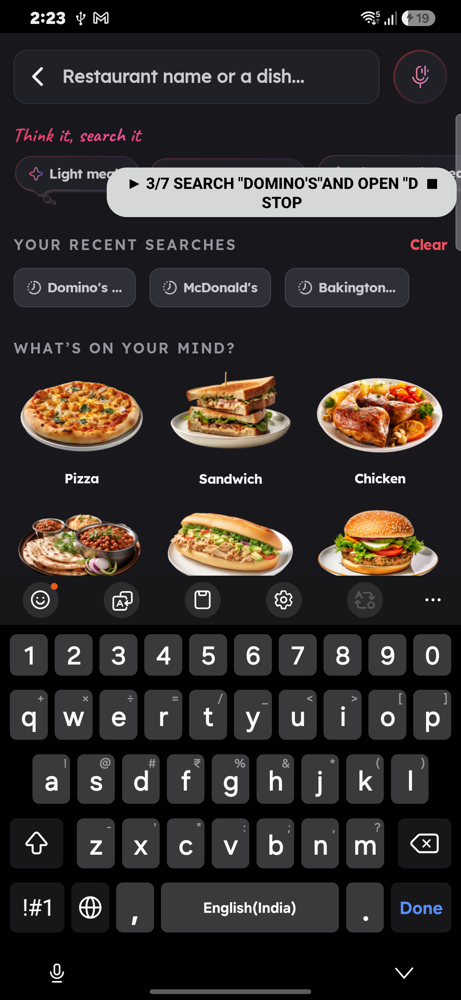 2:23
5
19
Restaurant name or a dish...
Think it, search it
Light
► 3/7 SEARCH "DOMINO'S"AND OPEN "D ■
STOP
YOUR RECENT SEARCHES
Clear
Domino's ...
McDonald's
Bakington...
WHAT'S ON YOUR MIND?
Pizza
Sandwich
Chicken
1 2 3 4 5 6 7 8 9 0
+ × ÷ = / _ < > [ ]
q w e r t y u i o p
! @ # ₹ % & * ( )
a s d f g h j k l
- ' " : ; , ?
z x c v b n m
!#1 , English(India) . Done